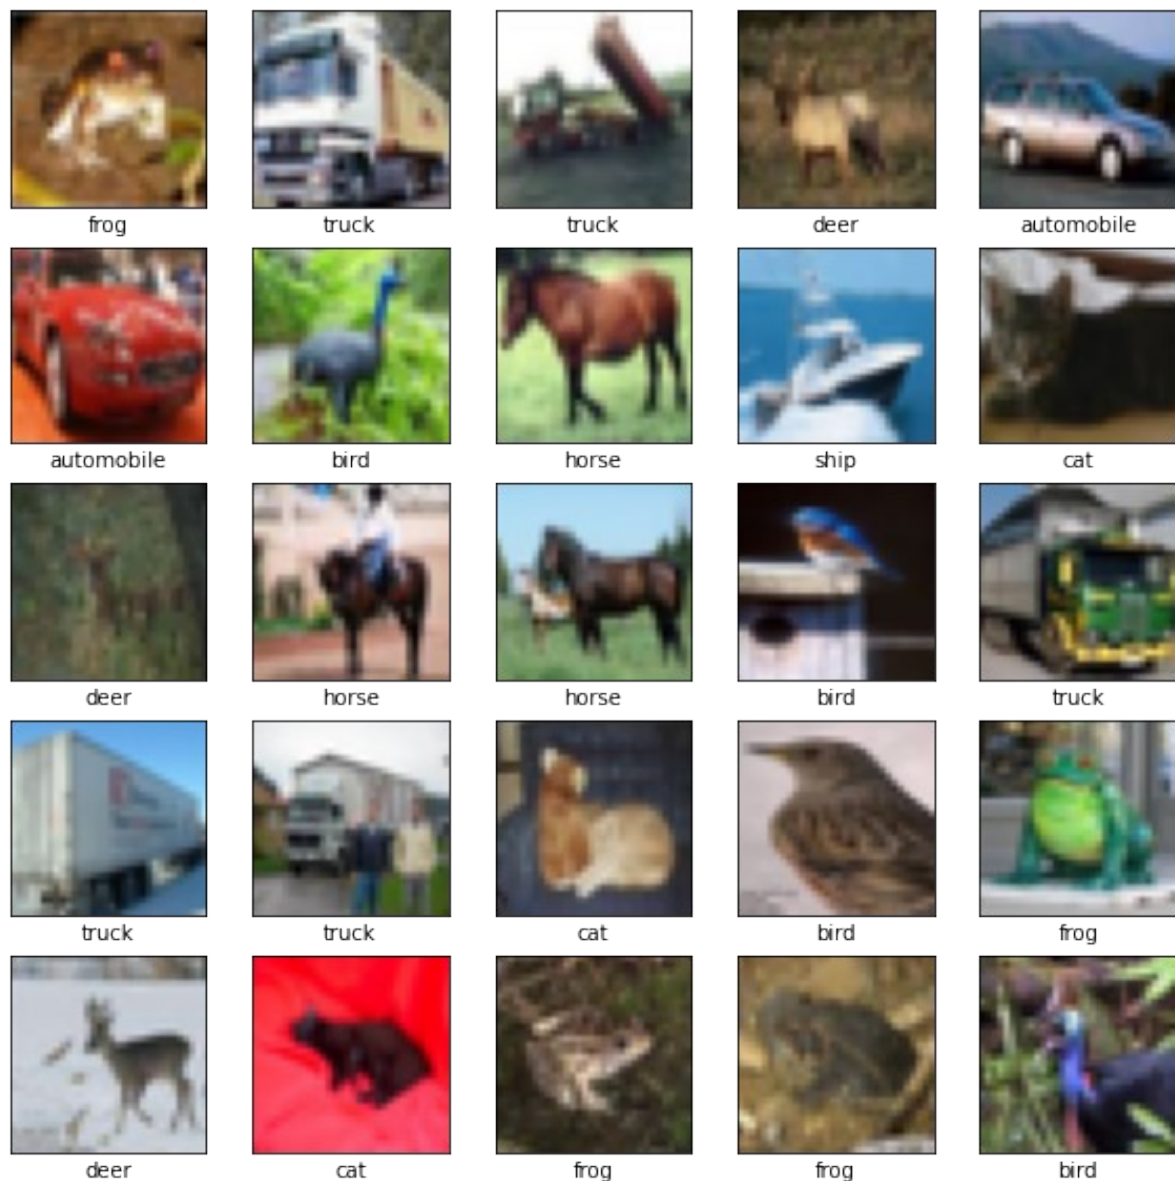 frog truck truck deer automobile
automobile bird horse ship cat
deer horse horse bird truck
truck truck cat bird frog
deer cat frog frog bird